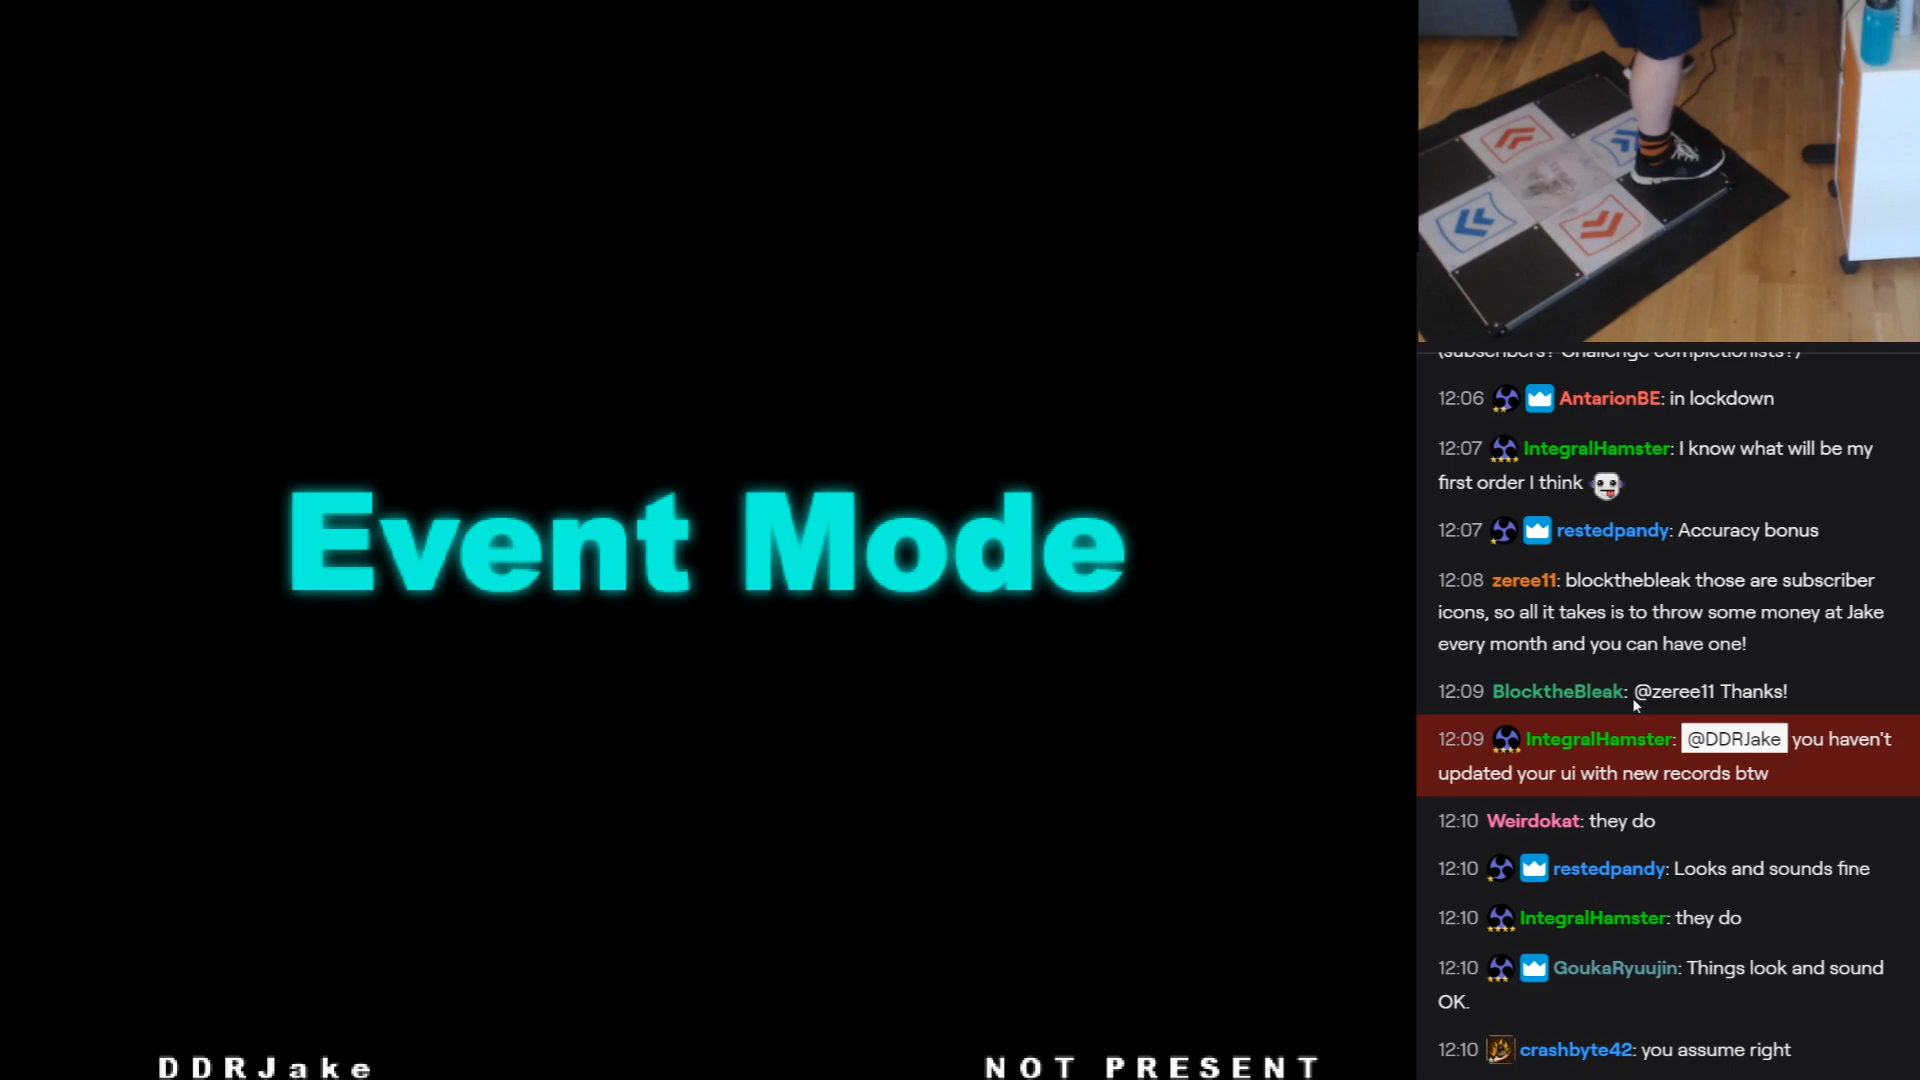 Event Mode
DDRJake
NOT PRESENT
(subscribers? Challenge completionists?)
12:06 AntarionBE: in lockdown
12:07 IntegralHamster: I know what will be my
first order I think
12:07 restedpandy: Accuracy bonus
12:08 zeree11: blockthebleak those are subscriber
icons, so all it takes is to throw some money at Jake
every month and you can have one!
12:09 BlocktheBleak: @zeree11 Thanks!
12:09 IntegralHamster: @DDRJake you haven't
updated your ui with new records btw
12:10 Weirdokat: they do
12:10 restedpandy: Looks and sounds fine
12:10 IntegralHamster: they do
12:10 GoukaRyuujin: Things look and sound
OK.
12:10 crashbyte42: you assume right